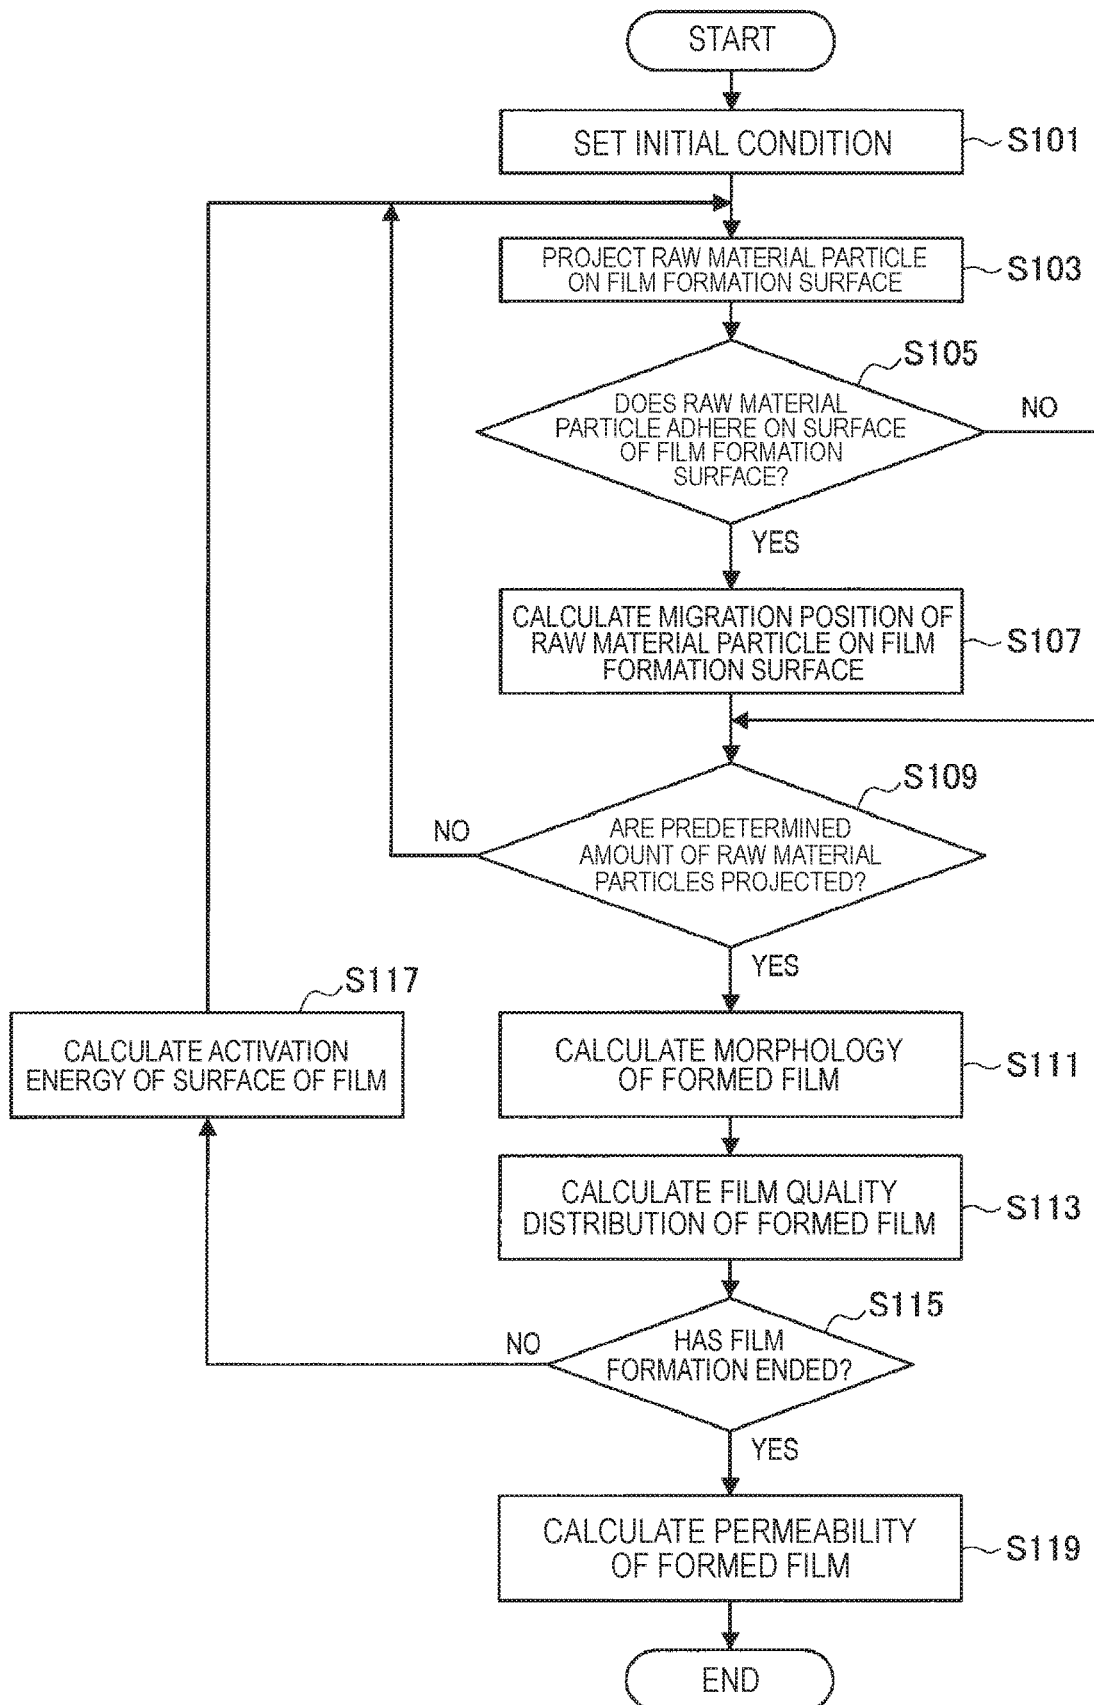 START
SET INITIAL CONDITION
S101
PROJECT RAW MATERIAL PARTICLE
ON FILM FORMATION SURFACE
S103
S105
DOES RAW MATERIAL
PARTICLE ADHERE ON SURFACE
OF FILM FORMATION
SURFACE?
NO
YES
CALCULATE MIGRATION POSITION OF
RAW MATERIAL PARTICLE ON FILM
FORMATION SURFACE
S107
S109
ARE PREDETERMINED
AMOUNT OF RAW MATERIAL
PARTICLES PROJECTED?
NO
YES
S117
CALCULATE ACTIVATION
ENERGY OF SURFACE OF FILM
CALCULATE MORPHOLOGY
OF FORMED FILM
S111
CALCULATE FILM QUALITY
DISTRIBUTION OF FORMED FILM
S113
S115
HAS FILM
FORMATION ENDED?
NO
YES
CALCULATE PERMEABILITY
OF FORMED FILM
S119
END